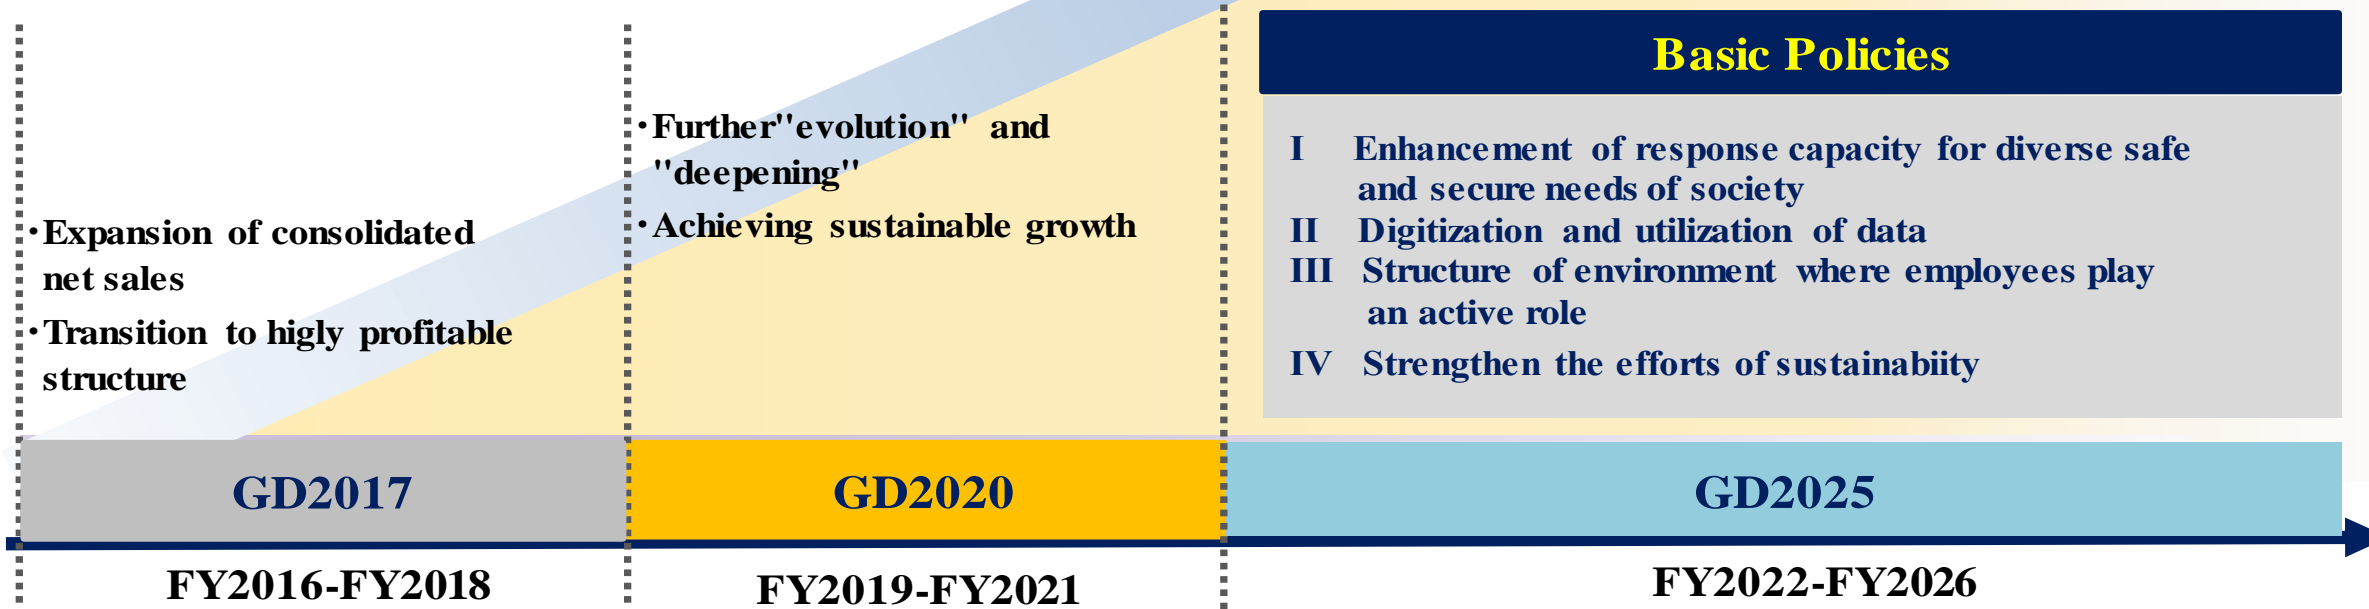 ・Expansion of consolidated
net sales
・Transition to higly profitable
structure
・Further"evolution" and
"deepening"
・Achieving sustainable growth
Basic Policies
I Enhancement of response capacity for diverse safe
and secure needs of society
II Digitization and utilization of data
III Structure of environment where employees play
an active role
IV Strengthen the efforts of sustainabiity
GD2017
GD2020
GD2025
FY2016-FY2018
FY2019-FY2021
FY2022-FY2026